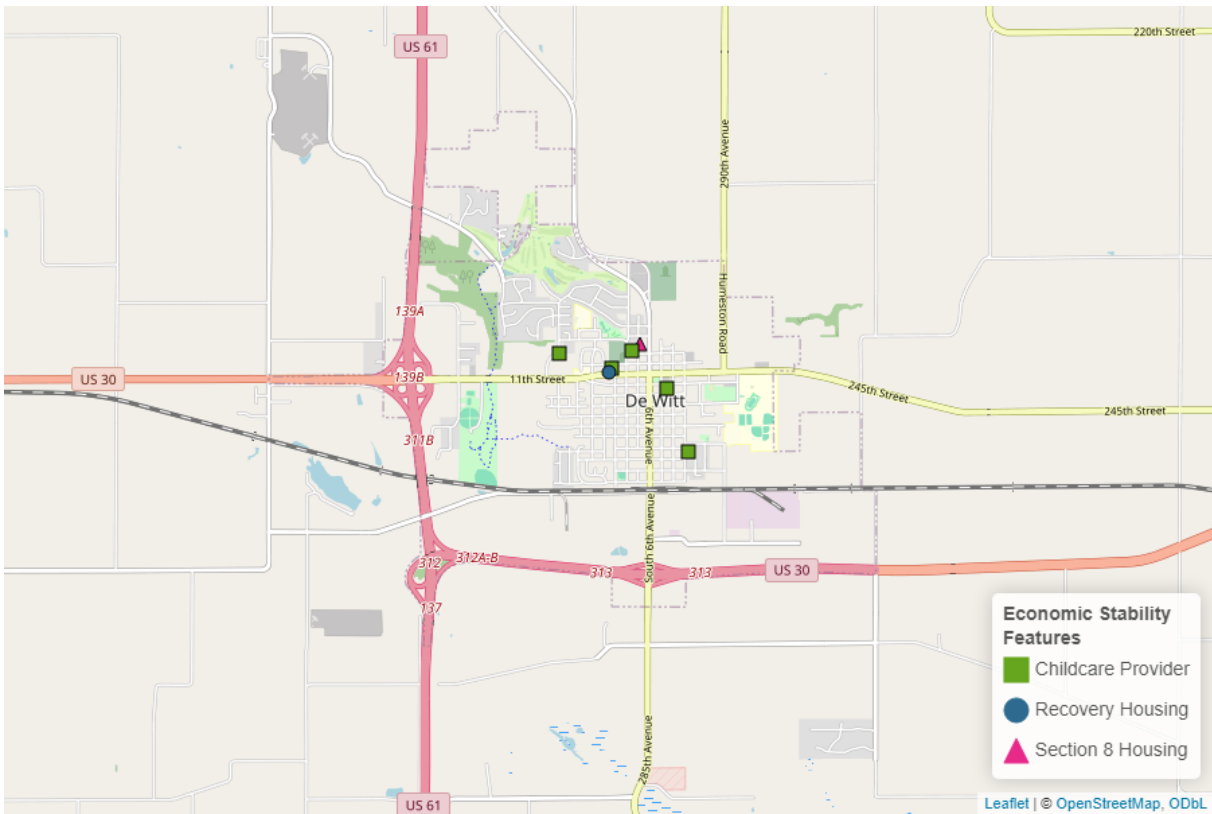 US 61
220th Street
290th Avenue
Humeston Road
139A
US 30
139B
11th Street
245th Street
245th Street
De Witt
6th Avenue
311B
South 6th Avenue
312
312A-B
313
313
US 30
137
285th Avenue
US 61
Economic Stability
Features
Childcare Provider
Recovery Housing
Section 8 Housing
Leaflet | © OpenStreetMap, ODbL